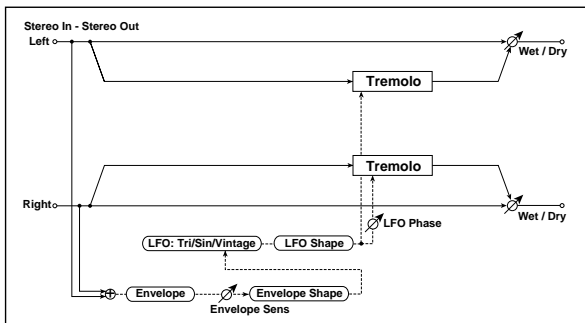 Stereo In - Stereo Out
Left
Wet / Dry
Tremolo
Tremolo
Right
Wet / Dry
LFO Phase
LFO: Tri/Sin/Vintage
LFO Shape
Envelope
Envelope Sens
Envelope Shape